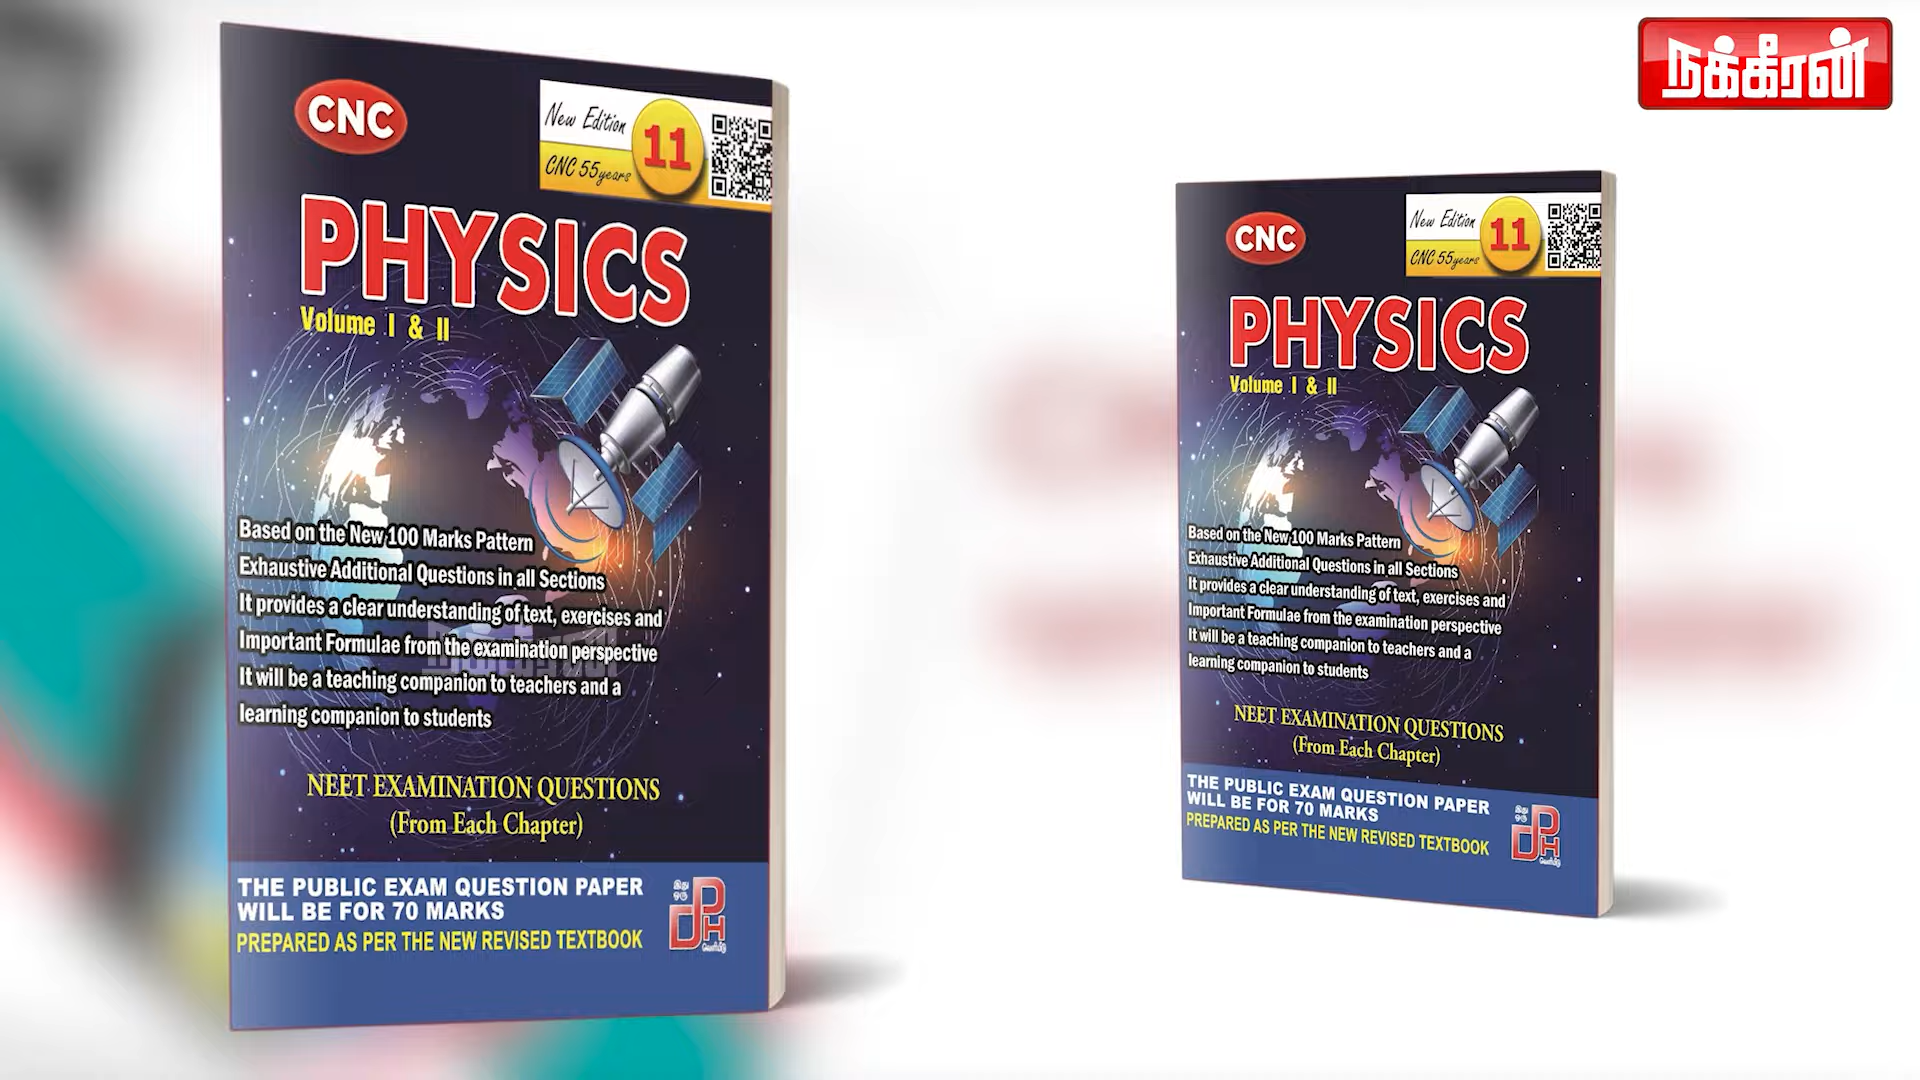 CNC
New Edition
CNC 55 years
11
PHYSICS
Volume I & II
Based on the New 100 Marks Pattern
Exhaustive Additional Questions in all Sections
It provides a clear understanding of text, exercises and
Important Formulae from the examination perspective
It will be a teaching companion to teachers and a
learning companion to students
NEET EXAMINATION QUESTIONS
(From Each Chapter)
THE PUBLIC EXAM QUESTION PAPER
WILL BE FOR 70 MARKS
PREPARED AS PER THE NEW REVISED TEXTBOOK
இது
ஒரு
DPH
வெளியீடு
நக்கீரன்
CNC
New Edition
CNC 55 years
11
PHYSICS
Volume I & II
Based on the New 100 Marks Pattern
Exhaustive Additional Questions in all Sections
It provides a clear understanding of text, exercises and
Important Formulae from the examination perspective
It will be a teaching companion to teachers and a
learning companion to students
NEET EXAMINATION QUESTIONS
(From Each Chapter)
THE PUBLIC EXAM QUESTION PAPER
WILL BE FOR 70 MARKS
PREPARED AS PER THE NEW REVISED TEXTBOOK
இது
ஒரு
DPH
வெளியீடு
நக்கீரன்